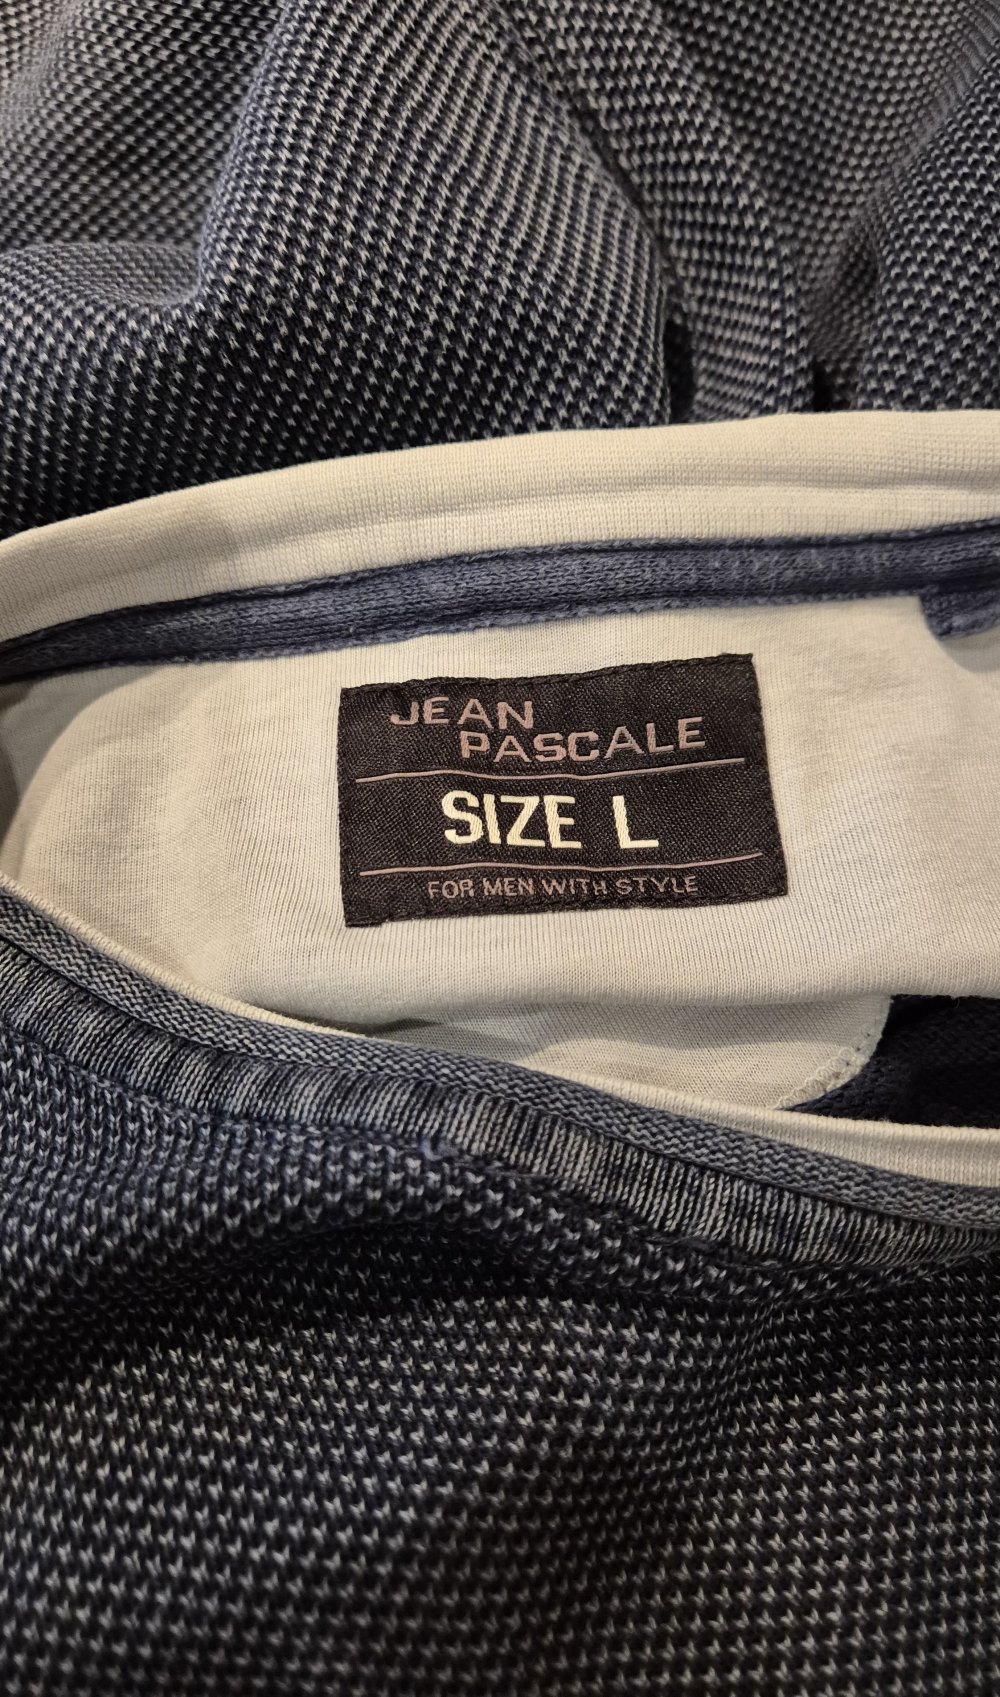 JEAN
PASCALE
SIZE L
FOR MEN WITH STYLE